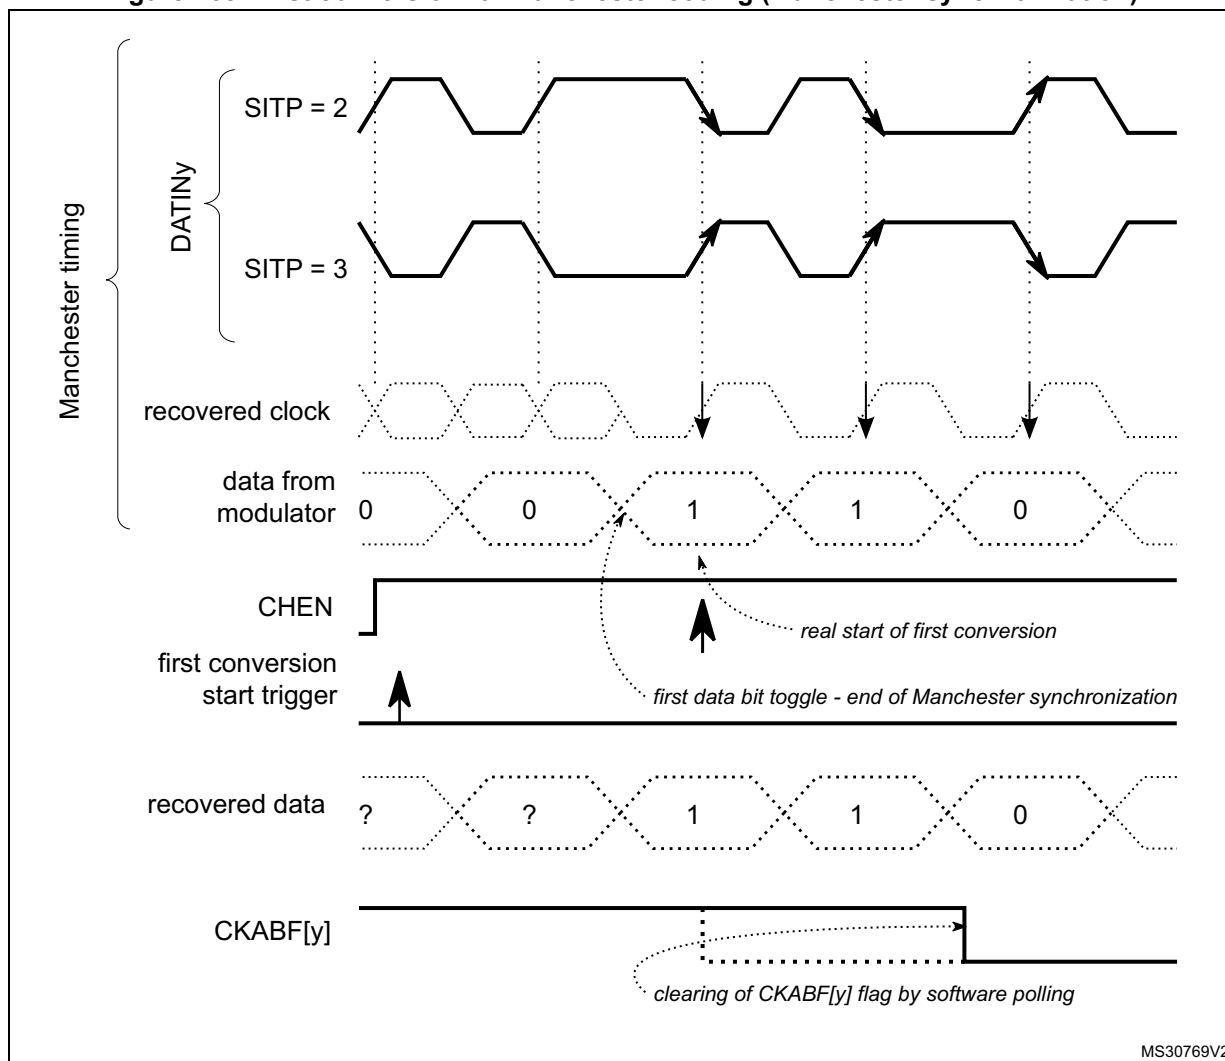 Manchester timing
DATINy
SITP = 2
SITP = 3
recovered clock
data from
modulator
0 0 1 1 0
CHEN
real start of first conversion
first conversion
start trigger
first data bit toggle - end of Manchester synchronization
recovered data
? ? 1 1 0
CKABF[y]
clearing of CKABF[y] flag by software polling
MS30769V2